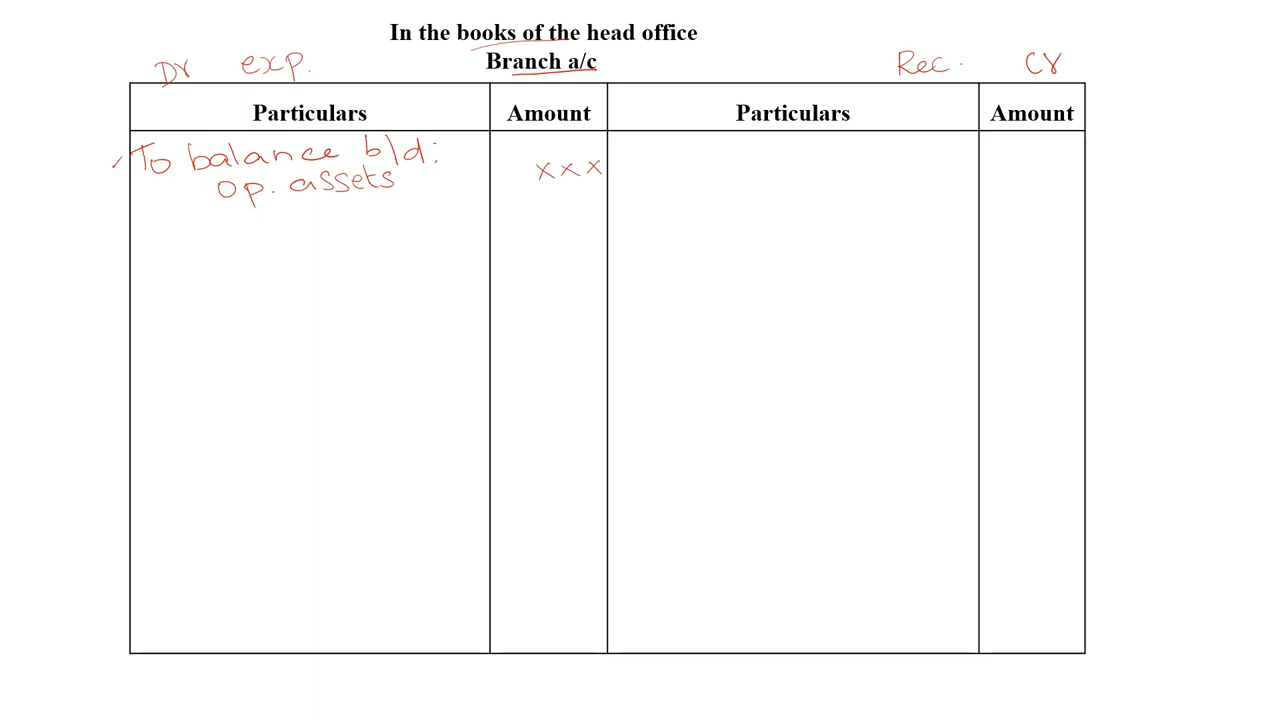 In the books of the head office
Dr exp. Branch a/c Rec. Cr
Particulars Amount Particulars Amount
To balance b/d:
op. assets xxx